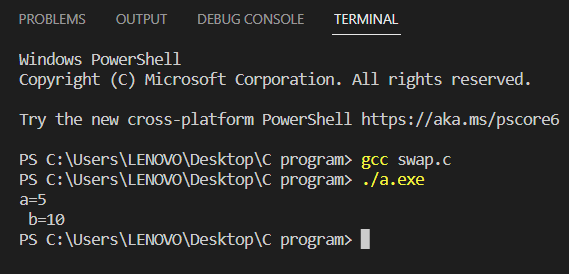 PROBLEMS OUTPUT DEBUG CONSOLE TERMINAL
Windows PowerShell
Copyright (C) Microsoft Corporation. All rights reserved.
Try the new cross-platform PowerShell https://aka.ms/pscore6
PS C:\Users\LENOVO\Desktop\C program> gcc swap.c
PS C:\Users\LENOVO\Desktop\C program> ./a.exe
a=5
 b=10
PS C:\Users\LENOVO\Desktop\C program>